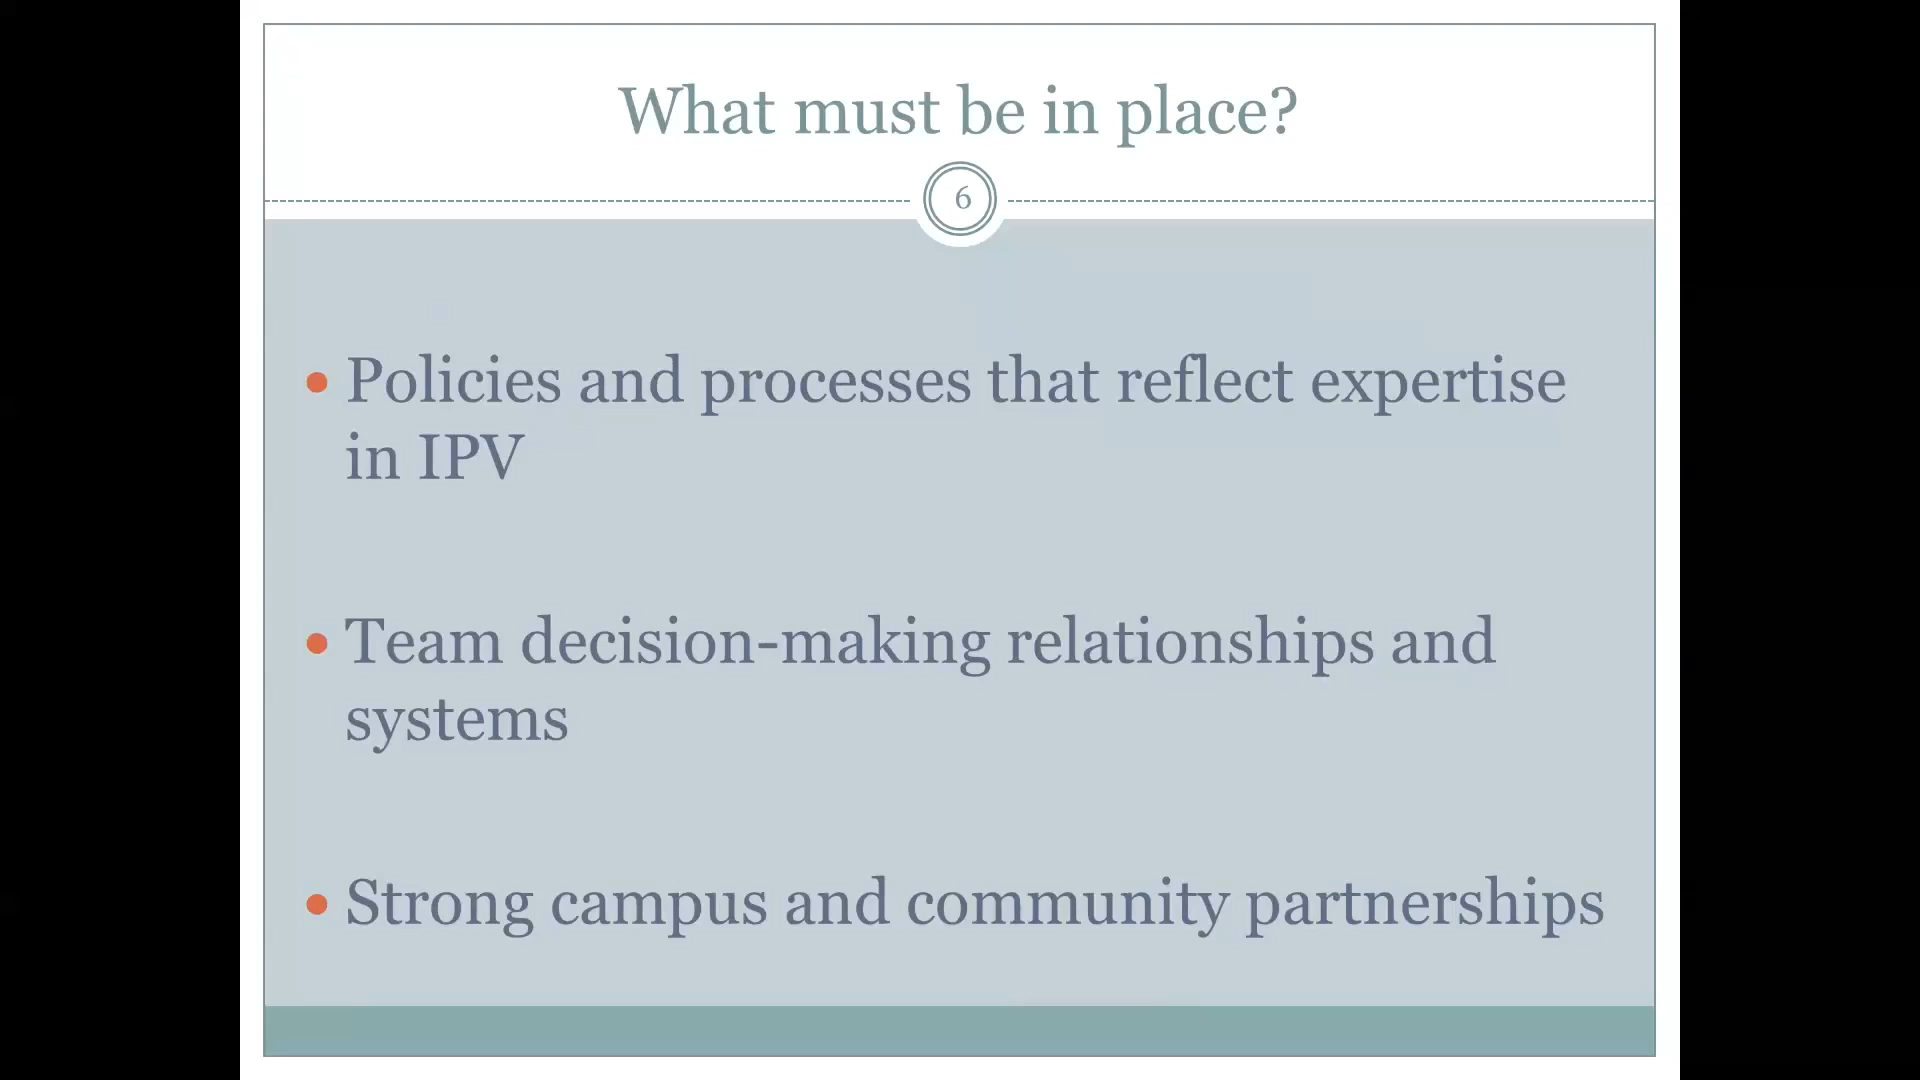 What must be in place?
6
• Policies and processes that reflect expertise
in IPV
• Team decision-making relationships and
systems
• Strong campus and community partnerships